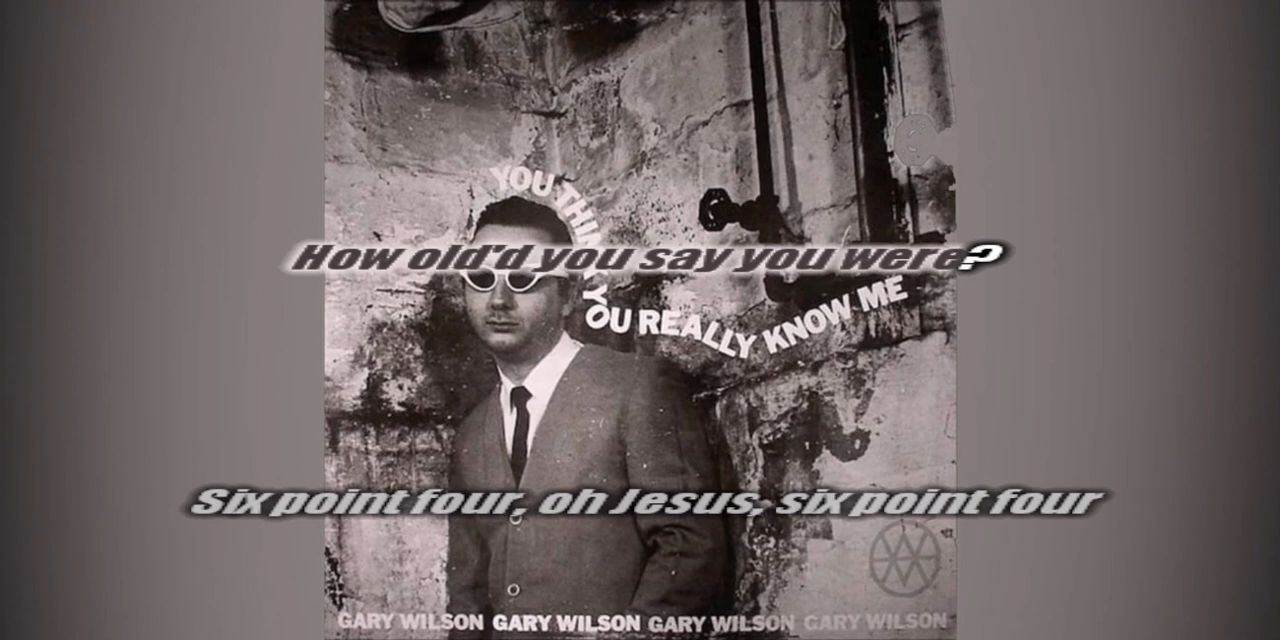 YOU THINK YOU REALLY KNOW ME
How old'd you say you were?
Six point four, oh Jesus, six point four
GARY WILSON GARY WILSON GARY WILSON GARY WILSON